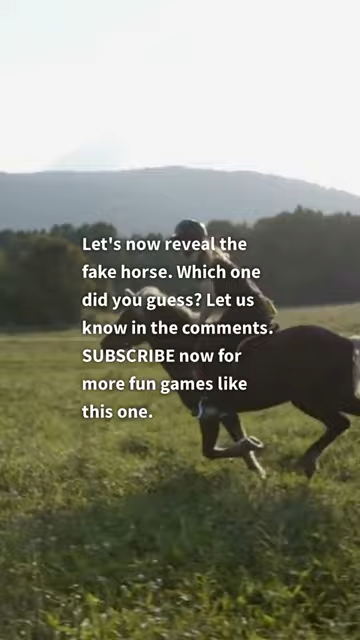 Let's now reveal the
fake horse. Which one
did you guess? Let us
know in the comments.
SUBSCRIBE now for
more fun games like
this one.